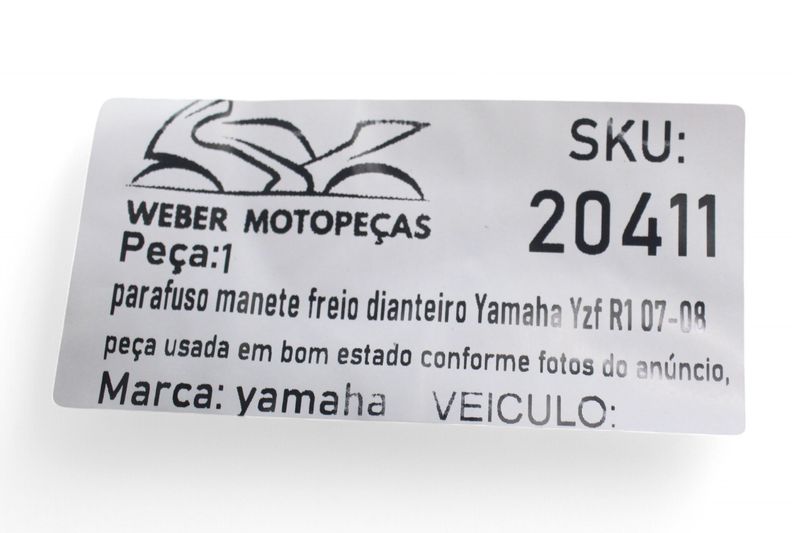 WEBER MOTOPEÇAS
SKU:
20411
Peça:1
parafuso manete freio dianteiro Yamaha Yzf R1 07-08
peça usada em bom estado conforme fotos do anúncio,
Marca: yamaha VEICULO: